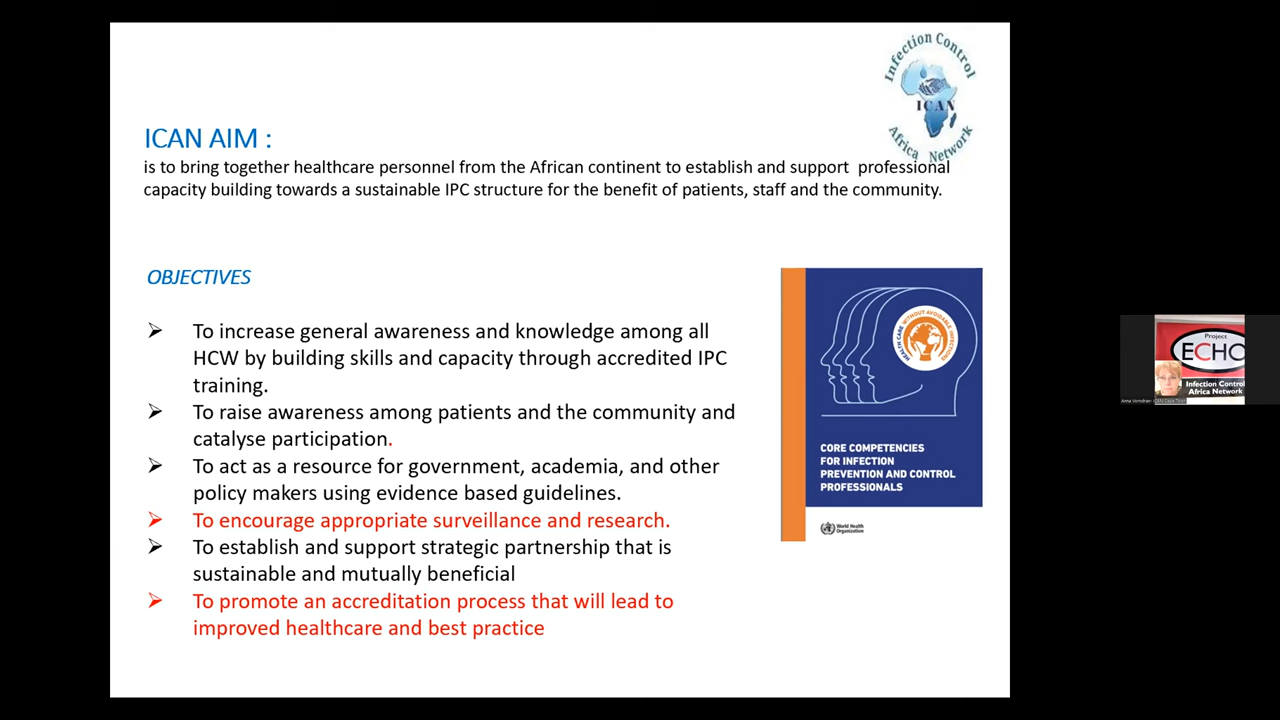 Infection Control
ICAN
Africa Network
ICAN AIM :
is to bring together healthcare personnel from the African continent to establish and support professional
capacity building towards a sustainable IPC structure for the benefit of patients, staff and the community.
OBJECTIVES
To increase general awareness and knowledge among all
HCW by building skills and capacity through accredited IPC
training.
To raise awareness among patients and the community and
catalyse participation.
To act as a resource for government, academia, and other
policy makers using evidence based guidelines.
To encourage appropriate surveillance and research.
To establish and support strategic partnership that is
sustainable and mutually beneficial
To promote an accreditation process that will lead to
improved healthcare and best practice
HEALTH CARE WITHOUT AVOIDABLE INFECTIONS
CORE COMPETENCIES
FOR INFECTION
PREVENTION AND CONTROL
PROFESSIONALS
World Health
Organization
Project
ECHO
Infection Control
Africa Network